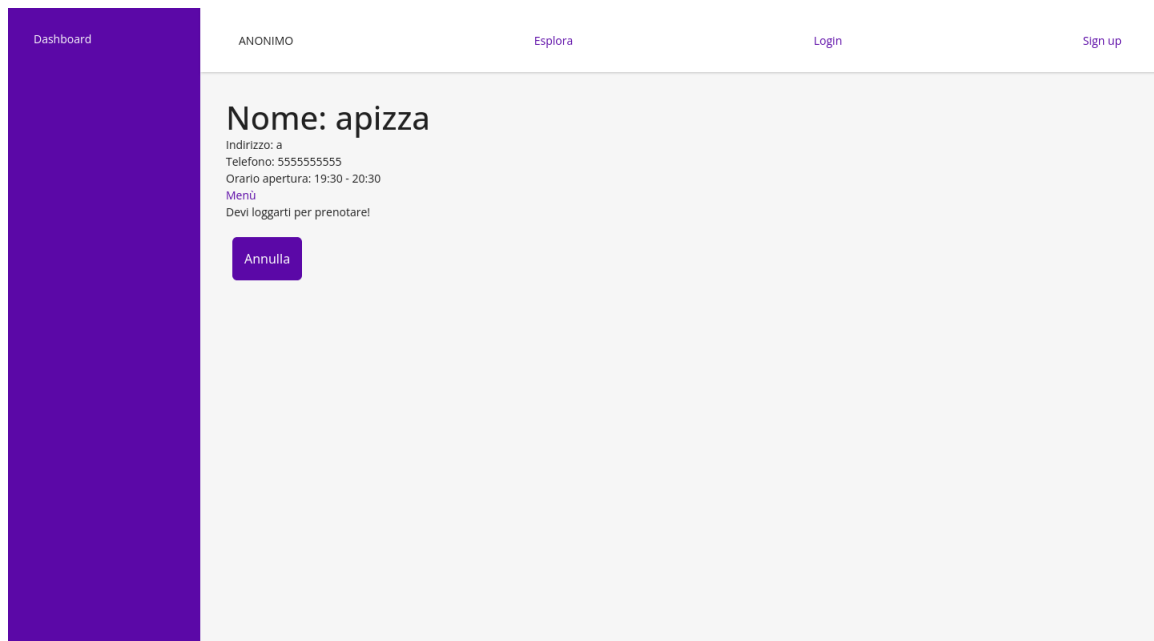 Dashboard
ANONIMO Esplora Login Sign up
Nome: apizza
Indirizzo: a
Telefono: 5555555555
Orario apertura: 19:30 - 20:30
Menù
Devi loggarti per prenotare!
Annulla